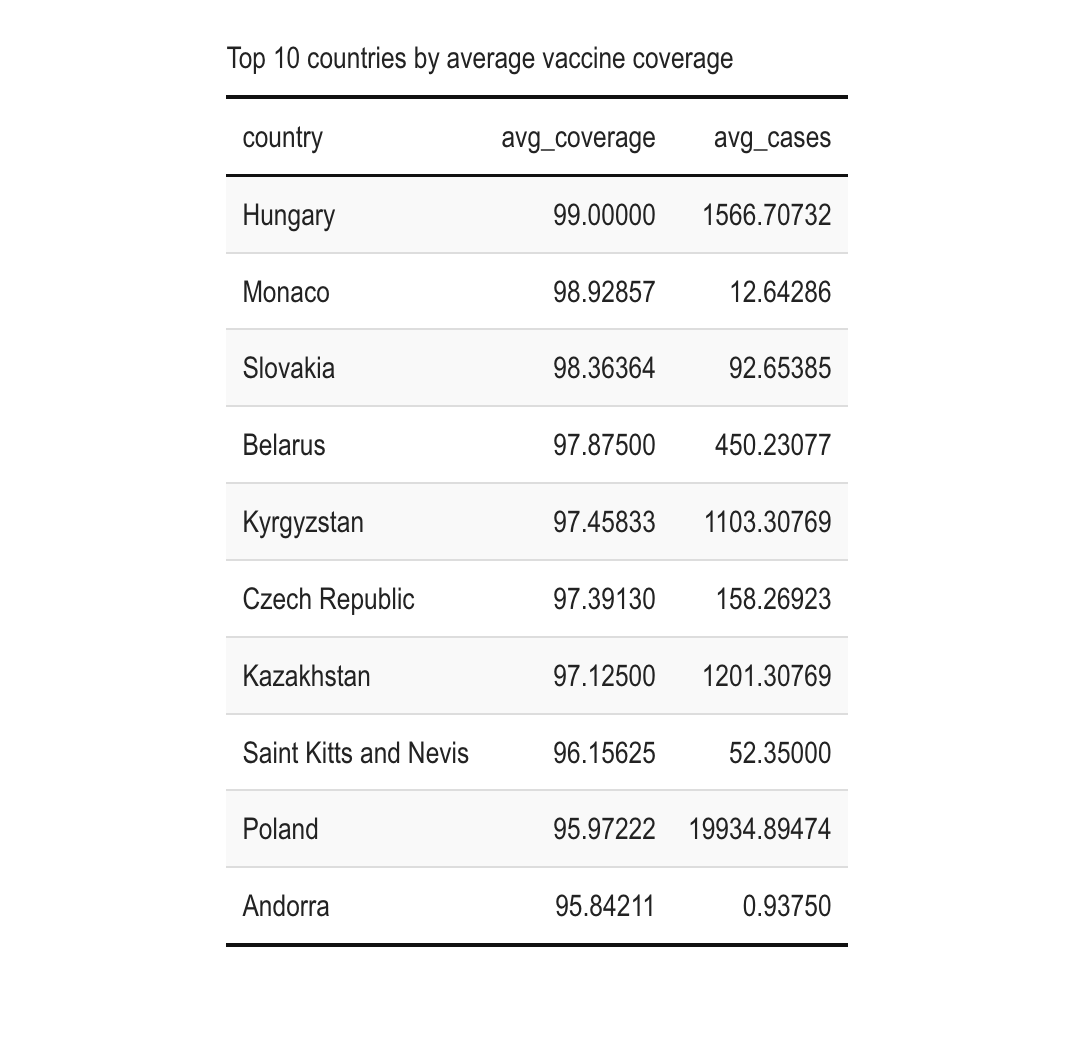 Top 10 countries by average vaccine coverage
country avg_coverage avg_cases
Hungary 99.00000 1566.70732
Monaco 98.92857 12.64286
Slovakia 98.36364 92.65385
Belarus 97.87500 450.23077
Kyrgyzstan 97.45833 1103.30769
Czech Republic 97.39130 158.26923
Kazakhstan 97.12500 1201.30769
Saint Kitts and Nevis 96.15625 52.35000
Poland 95.97222 19934.89474
Andorra 95.84211 0.93750